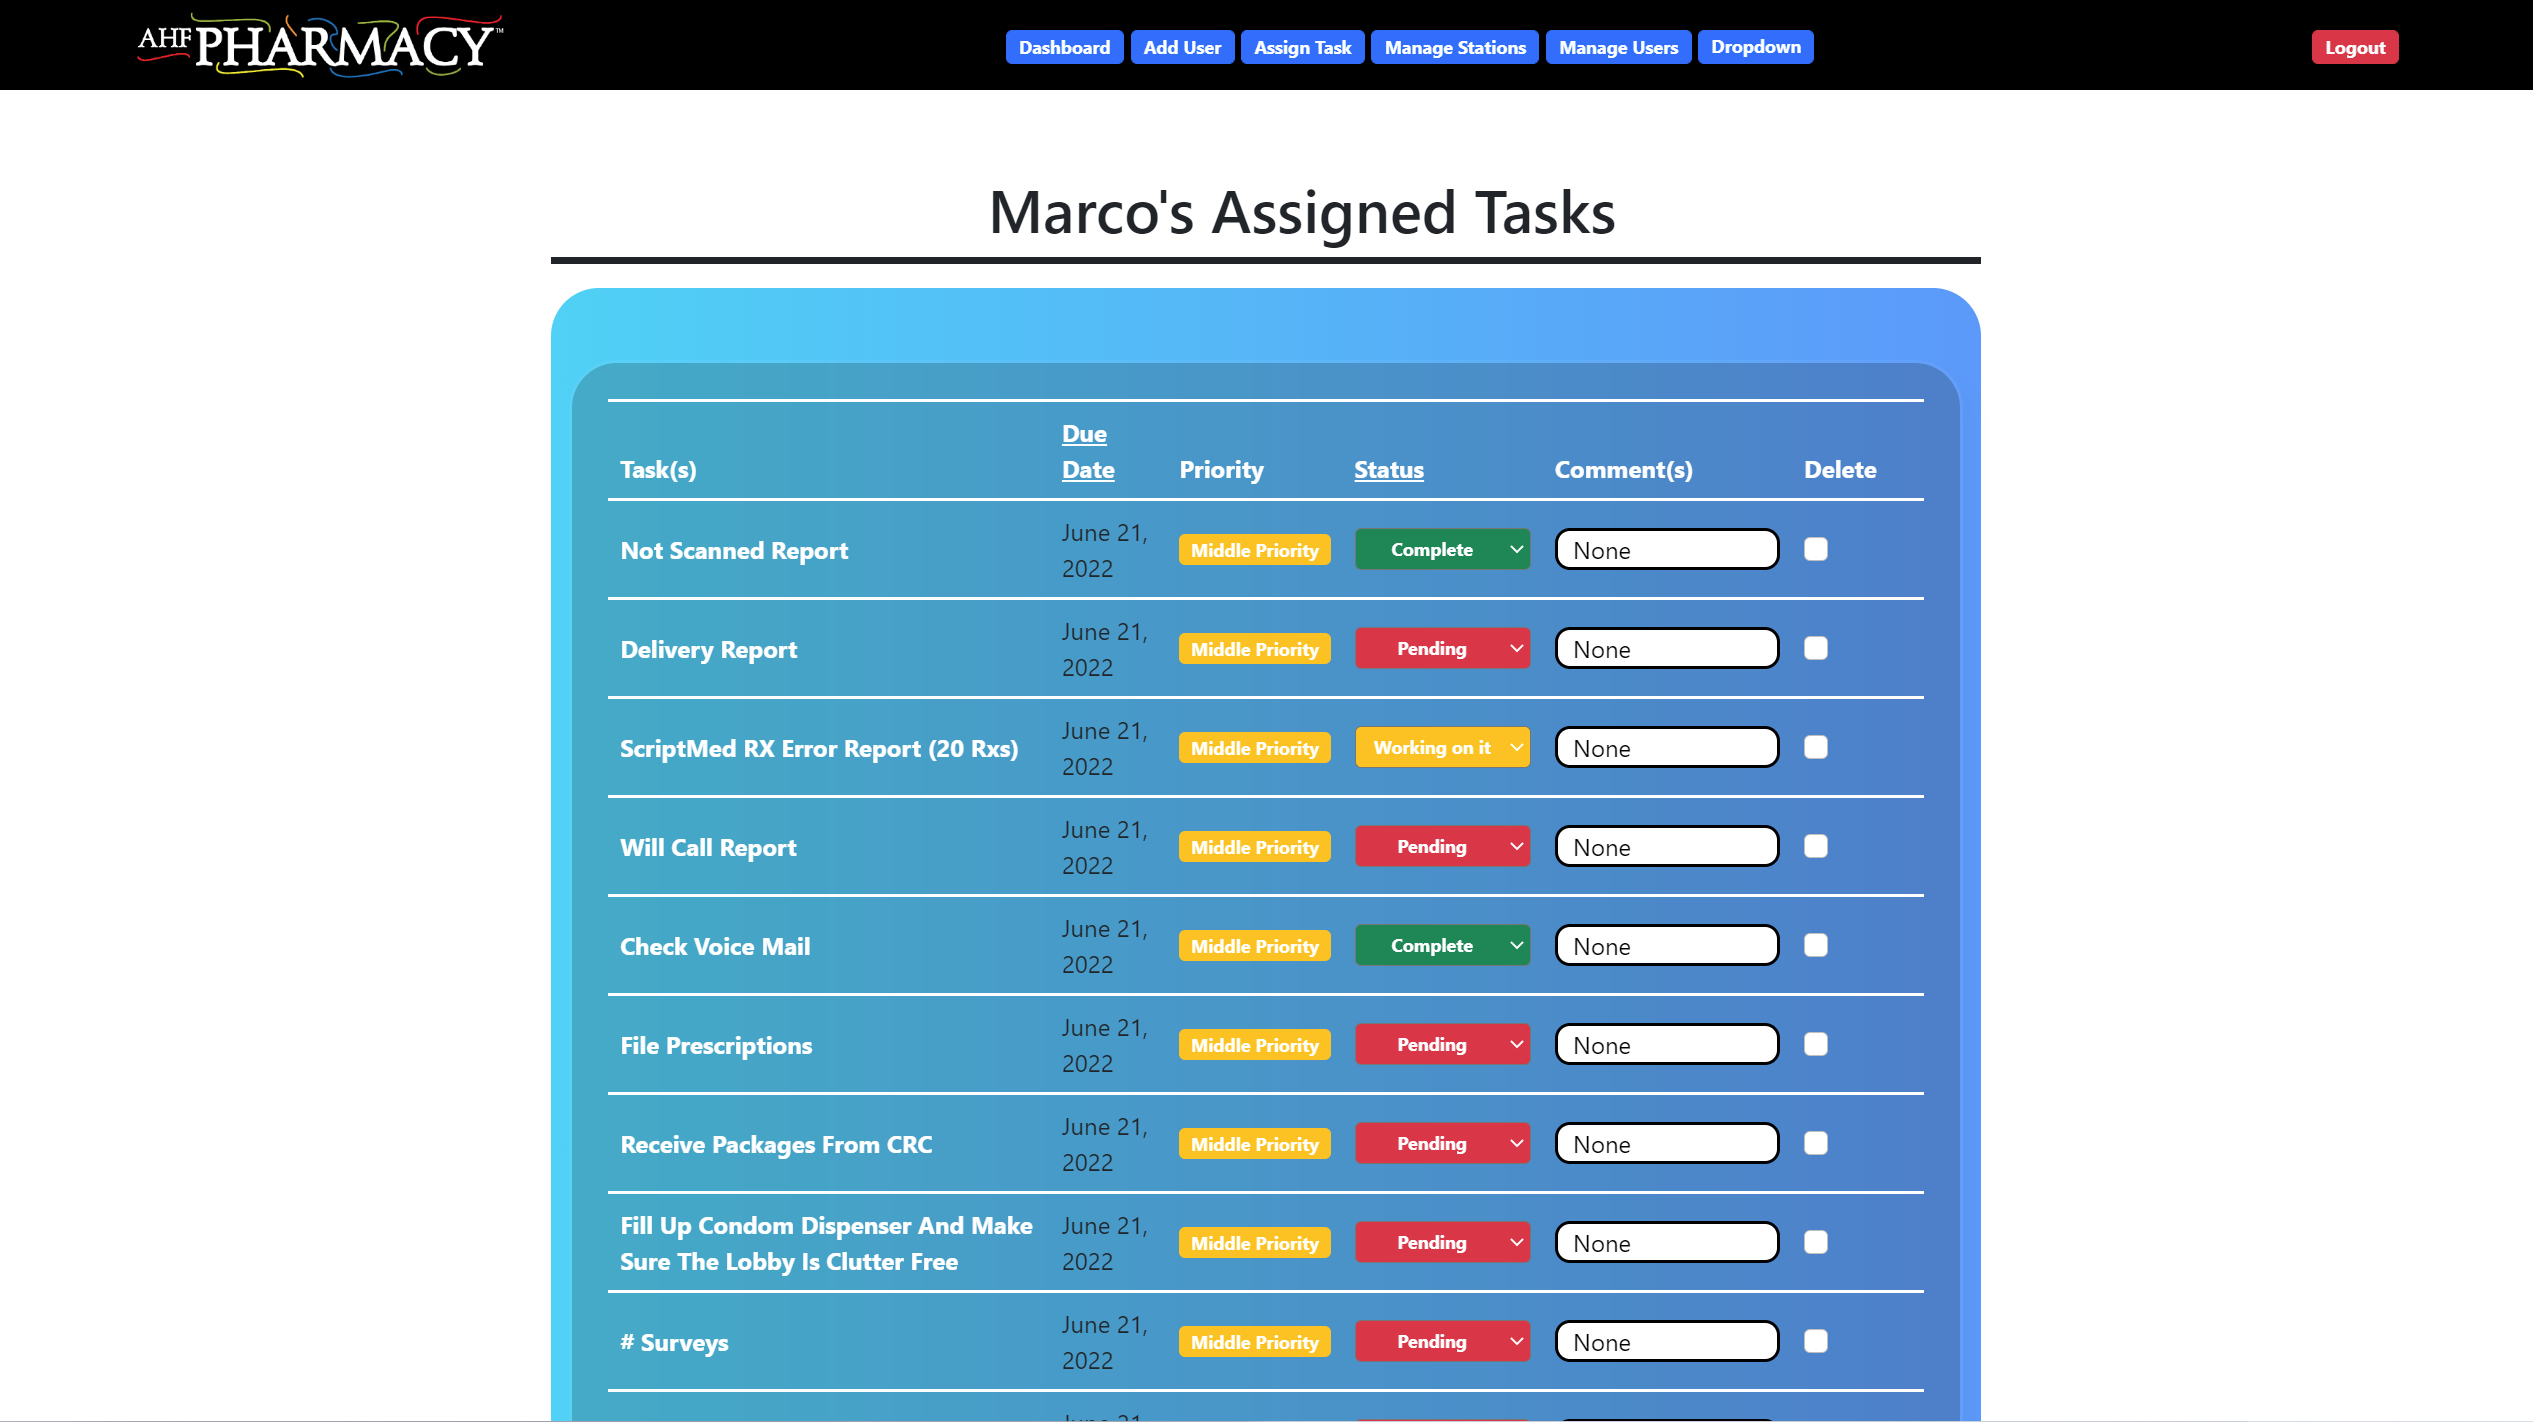 AHF PHARMACY™
Dashboard Add User Assign Task Manage Stations Manage Users Dropdown Logout
Marco's Assigned Tasks
Task(s) Due Date Priority Status Comment(s) Delete
Not Scanned Report June 21, 2022 Middle Priority Complete None
Delivery Report June 21, 2022 Middle Priority Pending None
ScriptMed RX Error Report (20 Rxs) June 21, 2022 Middle Priority Working on it None
Will Call Report June 21, 2022 Middle Priority Pending None
Check Voice Mail June 21, 2022 Middle Priority Complete None
File Prescriptions June 21, 2022 Middle Priority Pending None
Receive Packages From CRC June 21, 2022 Middle Priority Pending None
Fill Up Condom Dispenser And Make Sure The Lobby Is Clutter Free June 21, 2022 Middle Priority Pending None
# Surveys June 21, 2022 Middle Priority Pending None